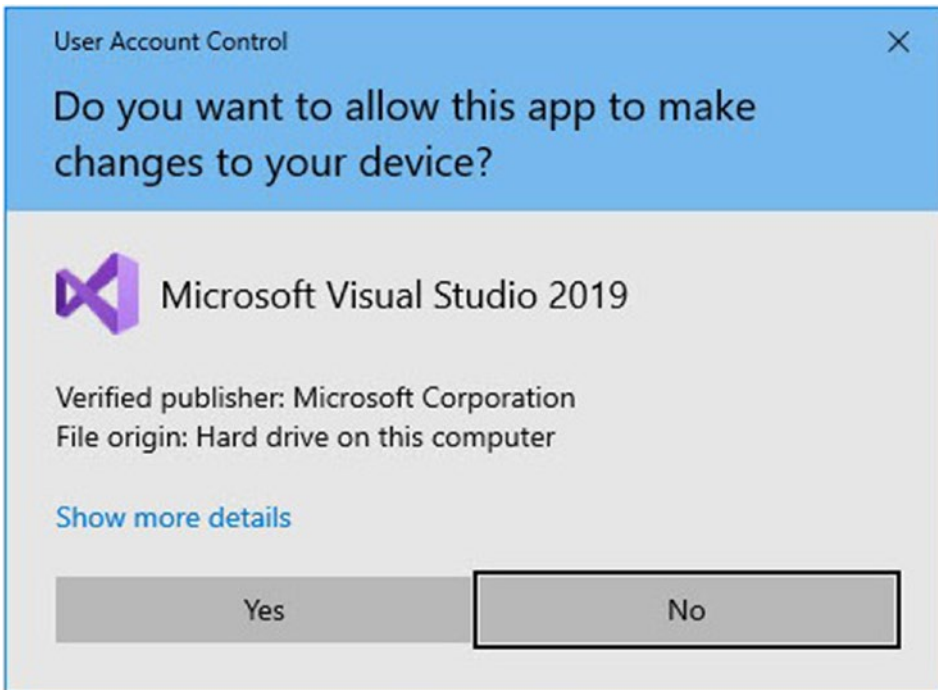 User Account Control
Do you want to allow this app to make
changes to your device?
Microsoft Visual Studio 2019
Verified publisher: Microsoft Corporation
File origin: Hard drive on this computer
Show more details
Yes
No